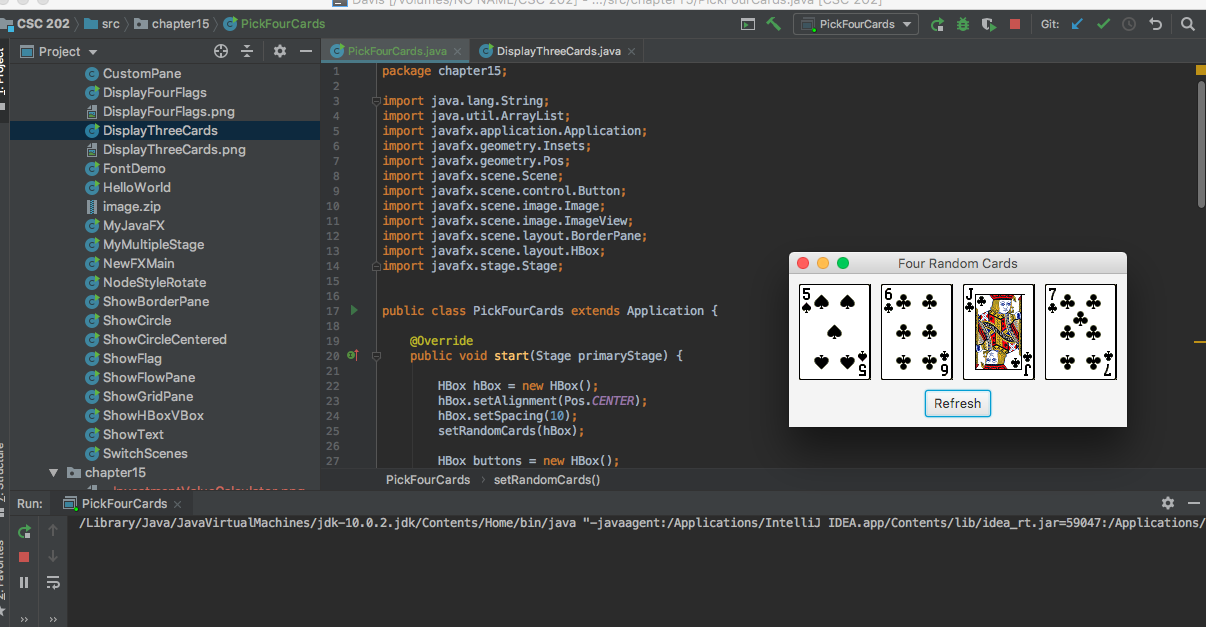 Davis [/Volumes/NO NAME/CSC 202] - .../src/chapter15/PickFourCards.java [CSC 202]
CSC 202 src chapter15 PickFourCards
PickFourCards Git:
1: Project
Project
PickFourCards.java DisplayThreeCards.java
CustomPane
DisplayFourFlags
DisplayFourFlags.png
DisplayThreeCards
DisplayThreeCards.png
FontDemo
HelloWorld
image.zip
MyJavaFX
MyMultipleStage
NewFXMain
NodeStyleRotate
ShowBorderPane
ShowCircle
ShowCircleCentered
ShowFlag
ShowFlowPane
ShowGridPane
ShowHBoxVBox
ShowText
SwitchScenes
chapter15
InvestmentValueCalculator.png
1 package chapter15;
2
3 import java.lang.String;
4 import java.util.ArrayList;
5 import javafx.application.Application;
6 import javafx.geometry.Insets;
7 import javafx.geometry.Pos;
8 import javafx.scene.Scene;
9 import javafx.scene.control.Button;
10 import javafx.scene.image.Image;
11 import javafx.scene.image.ImageView;
12 import javafx.scene.layout.BorderPane;
13 import javafx.scene.layout.HBox;
14 import javafx.stage.Stage;
15
16
17 public class PickFourCards extends Application {
18
19 @Override
20 public void start(Stage primaryStage) {
21
22 HBox hBox = new HBox();
23 hBox.setAlignment(Pos.CENTER);
24 hBox.setSpacing(10);
25 setRandomCards(hBox);
26
27 HBox buttons = new HBox();
PickFourCards › setRandomCards()
Four Random Cards
5 6 J 7
5 6 J 7
Refresh
Z: Structure
Run: PickFourCards
/Library/Java/JavaVirtualMachines/jdk-10.0.2.jdk/Contents/Home/bin/java "-javaagent:/Applications/IntelliJ IDEA.app/Contents/lib/idea_rt.jar=59047:/Applications/
2: Favorites